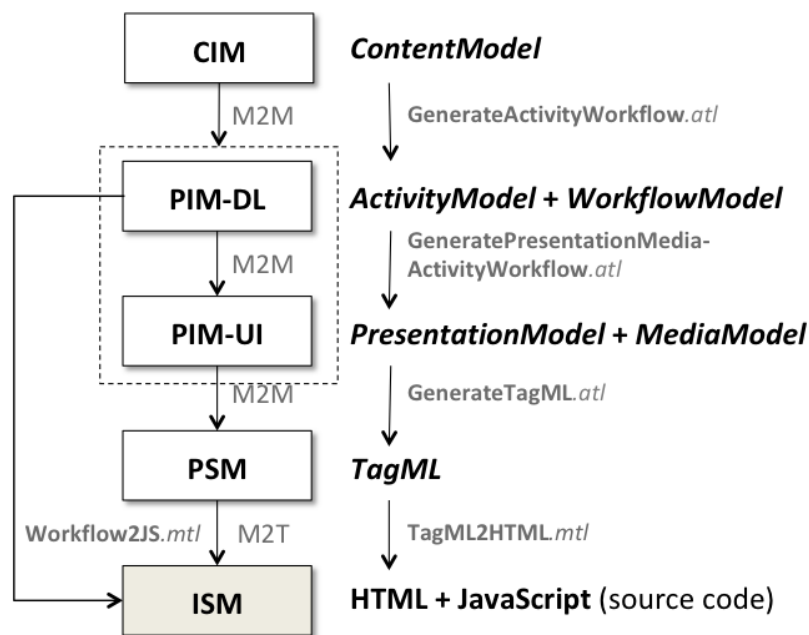 CIM ContentModel
M2M GenerateActivityWorkflow.atl
PIM-DL ActivityModel + WorkflowModel
M2M GeneratePresentationMedia-
ActivityWorkflow.atl
PIM-UI PresentationModel + MediaModel
M2M GenerateTagML.atl
PSM TagML
Workflow2JS.mtl M2T TagML2HTML.mtl
ISM HTML + JavaScript (source code)